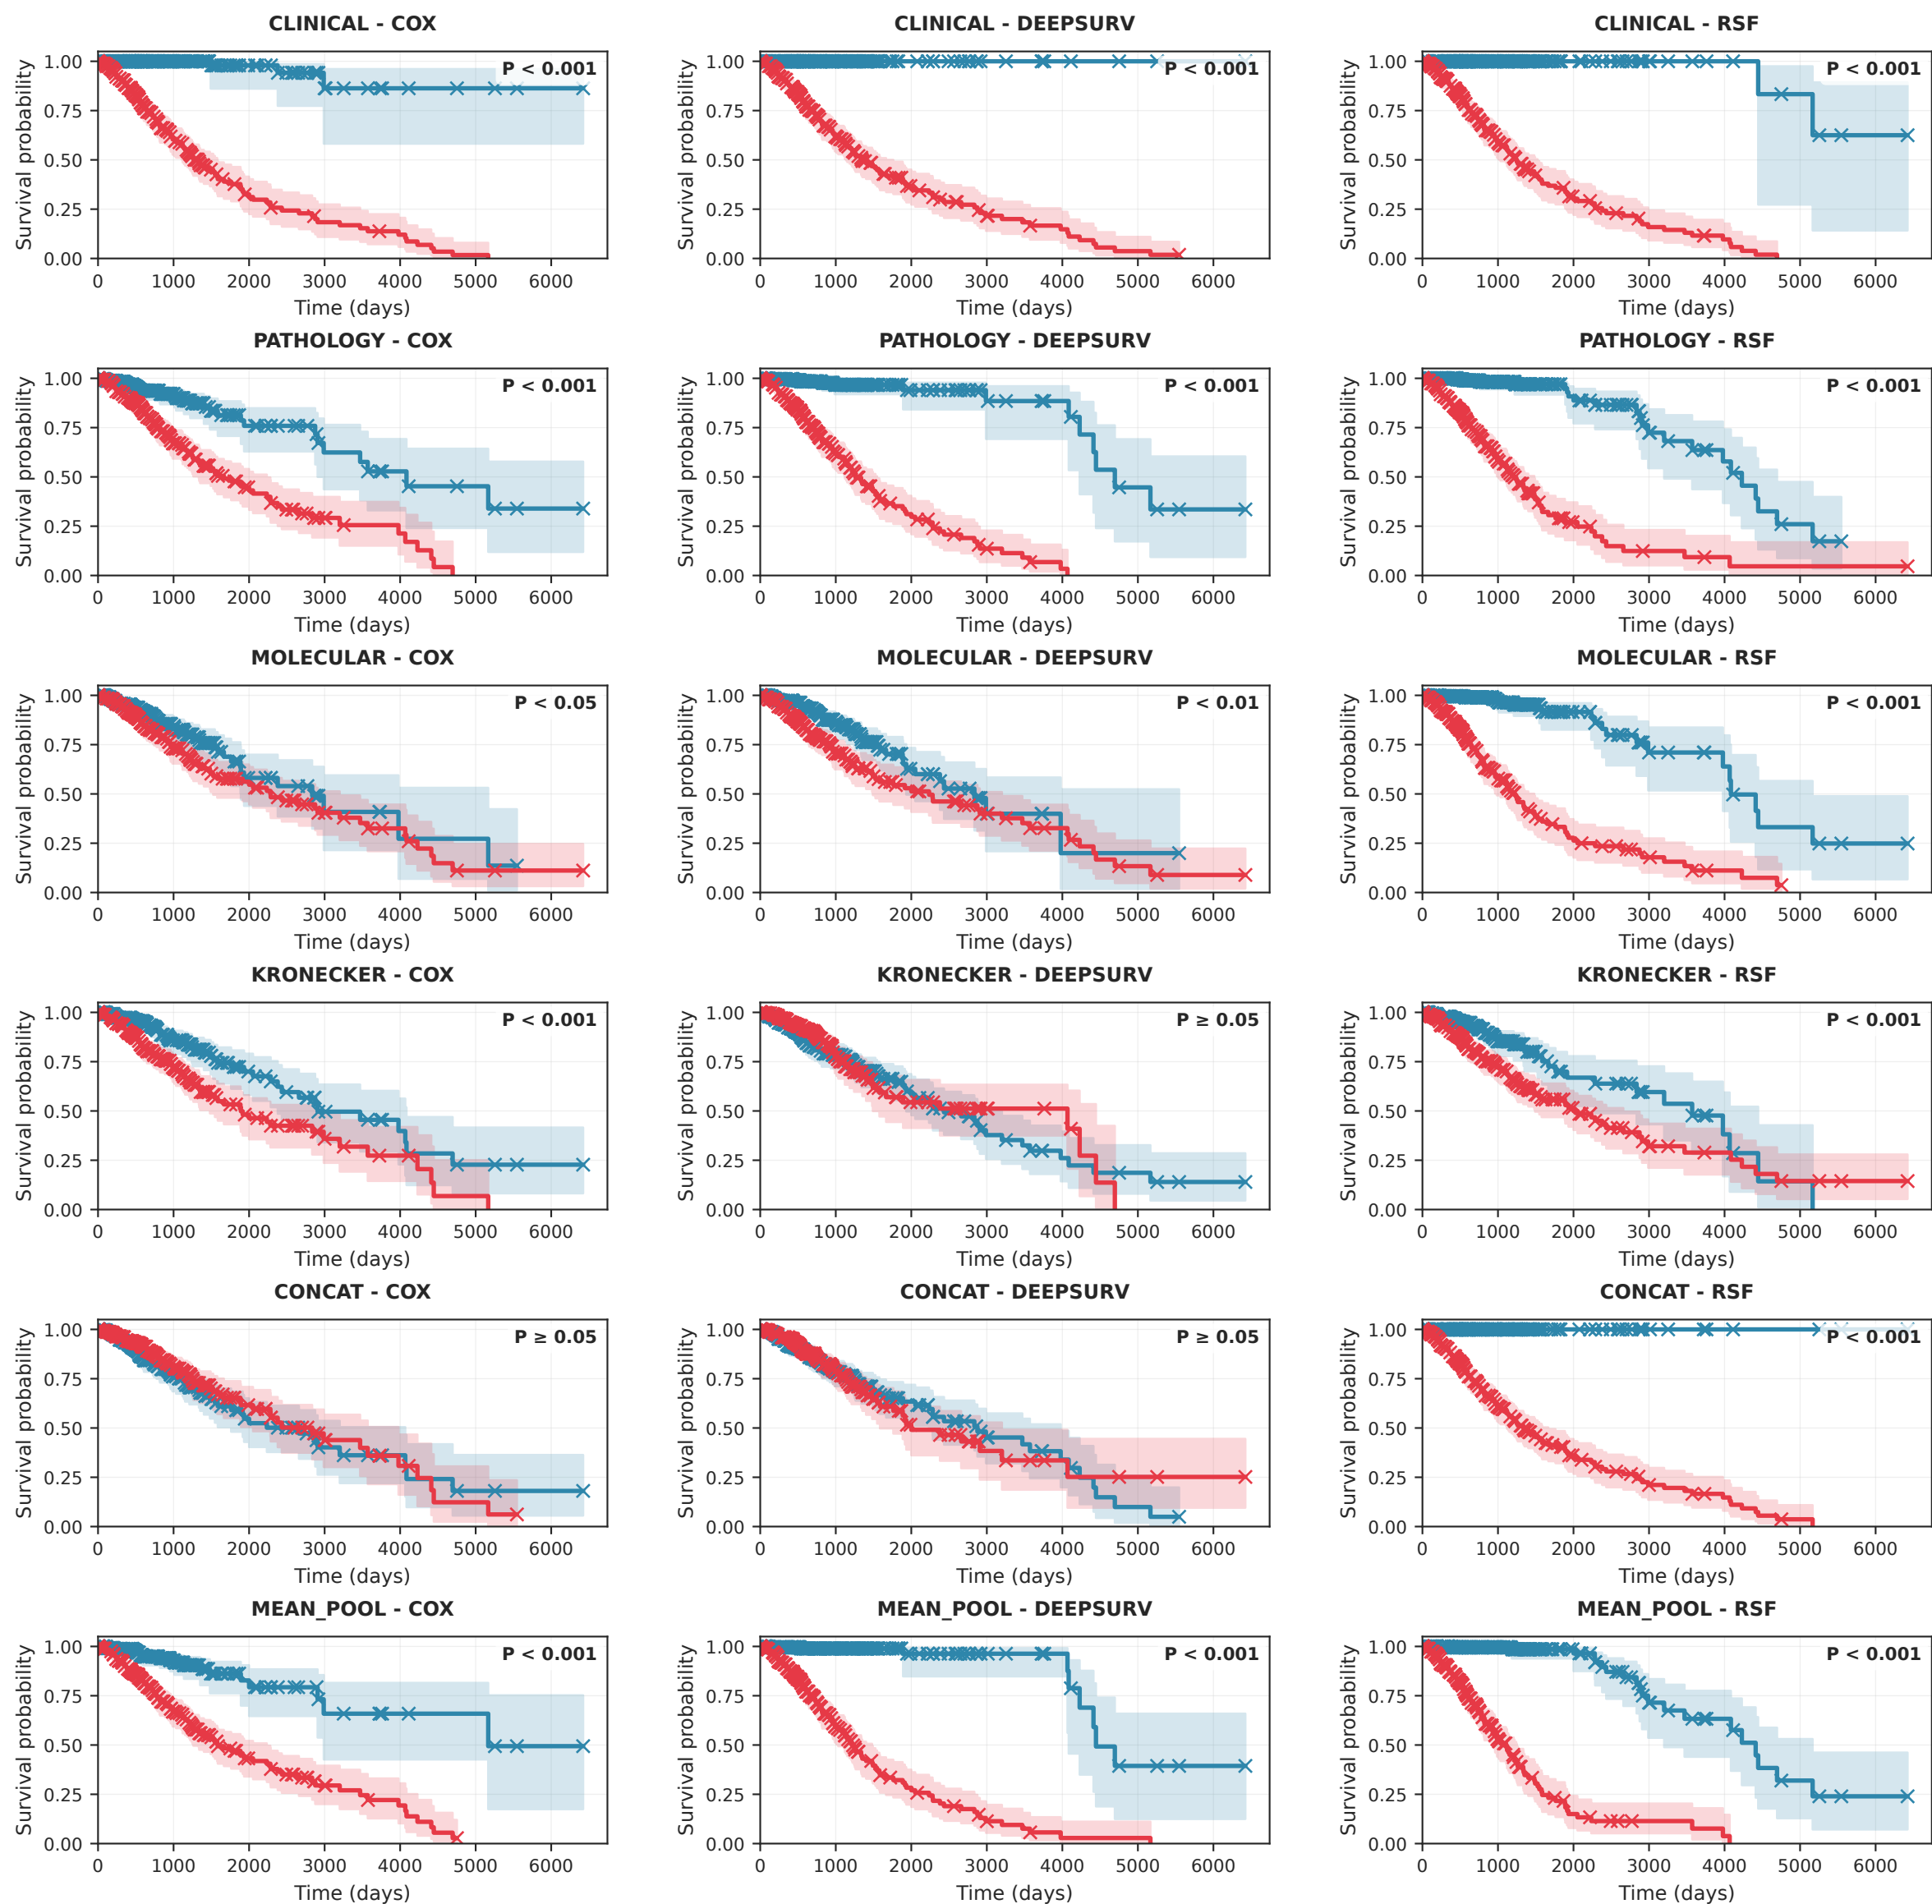 CLINICAL - COX
CLINICAL - DEEPSURV
CLINICAL - RSF
Survival probability
1.00
0.75
0.50
0.25
0.00
P < 0.001
0 1000 2000 3000 4000 5000 6000
Time (days)
Survival probability
1.00
0.75
0.50
0.25
0.00
P < 0.001
0 1000 2000 3000 4000 5000 6000
Time (days)
Survival probability
1.00
0.75
0.50
0.25
0.00
P < 0.001
0 1000 2000 3000 4000 5000 6000
Time (days)
PATHOLOGY - COX
PATHOLOGY - DEEPSURV
PATHOLOGY - RSF
Survival probability
1.00
0.75
0.50
0.25
0.00
P < 0.001
0 1000 2000 3000 4000 5000 6000
Time (days)
Survival probability
1.00
0.75
0.50
0.25
0.00
P < 0.001
0 1000 2000 3000 4000 5000 6000
Time (days)
Survival probability
1.00
0.75
0.50
0.25
0.00
P < 0.001
0 1000 2000 3000 4000 5000 6000
Time (days)
MOLECULAR - COX
MOLECULAR - DEEPSURV
MOLECULAR - RSF
Survival probability
1.00
0.75
0.50
0.25
0.00
P < 0.05
0 1000 2000 3000 4000 5000 6000
Time (days)
Survival probability
1.00
0.75
0.50
0.25
0.00
P < 0.01
0 1000 2000 3000 4000 5000 6000
Time (days)
Survival probability
1.00
0.75
0.50
0.25
0.00
P < 0.001
0 1000 2000 3000 4000 5000 6000
Time (days)
KRONECKER - COX
KRONECKER - DEEPSURV
KRONECKER - RSF
Survival probability
1.00
0.75
0.50
0.25
0.00
P < 0.001
0 1000 2000 3000 4000 5000 6000
Time (days)
Survival probability
1.00
0.75
0.50
0.25
0.00
P ≥ 0.05
0 1000 2000 3000 4000 5000 6000
Time (days)
Survival probability
1.00
0.75
0.50
0.25
0.00
P < 0.001
0 1000 2000 3000 4000 5000 6000
Time (days)
CONCAT - COX
CONCAT - DEEPSURV
CONCAT - RSF
Survival probability
1.00
0.75
0.50
0.25
0.00
P ≥ 0.05
0 1000 2000 3000 4000 5000 6000
Time (days)
Survival probability
1.00
0.75
0.50
0.25
0.00
P ≥ 0.05
0 1000 2000 3000 4000 5000 6000
Time (days)
Survival probability
1.00
0.75
0.50
0.25
0.00
P < 0.001
0 1000 2000 3000 4000 5000 6000
Time (days)
MEAN_POOL - COX
MEAN_POOL - DEEPSURV
MEAN_POOL - RSF
Survival probability
1.00
0.75
0.50
0.25
0.00
P < 0.001
0 1000 2000 3000 4000 5000 6000
Time (days)
Survival probability
1.00
0.75
0.50
0.25
0.00
P < 0.001
0 1000 2000 3000 4000 5000 6000
Time (days)
Survival probability
1.00
0.75
0.50
0.25
0.00
P < 0.001
0 1000 2000 3000 4000 5000 6000
Time (days)